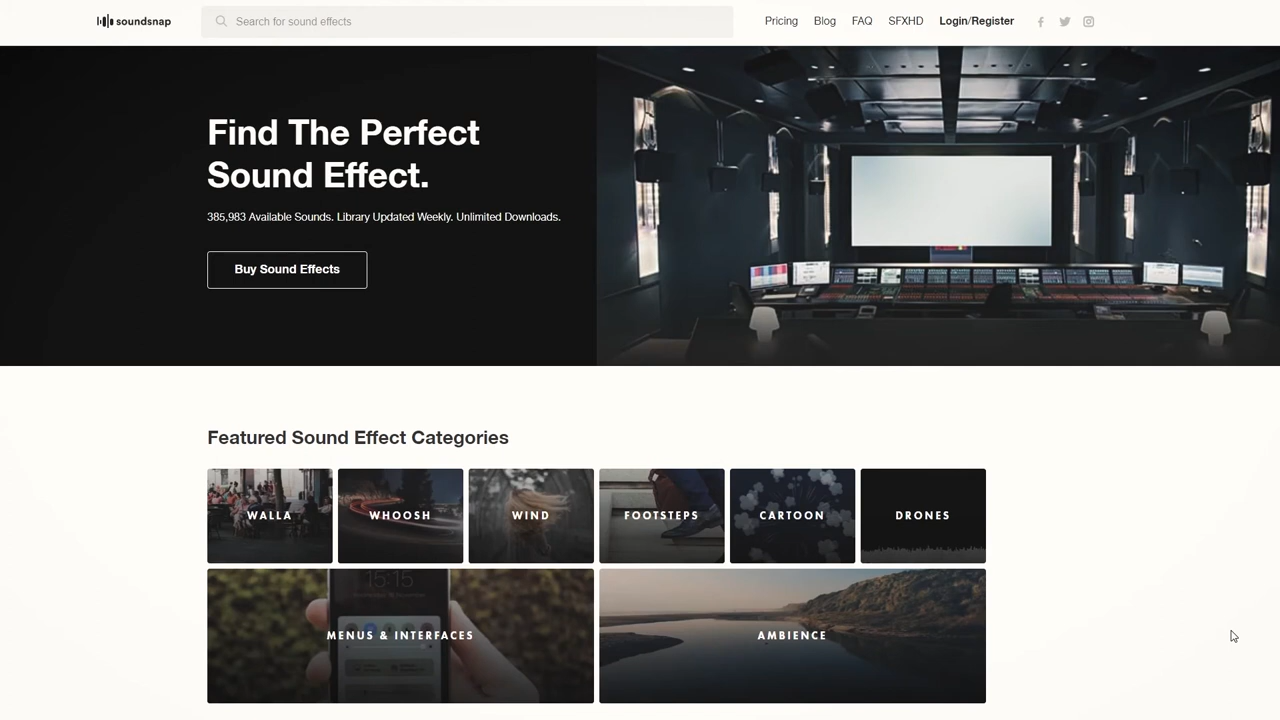 soundsnap
Search for sound effects
Pricing Blog FAQ SFXHD Login/Register
Find The Perfect
Sound Effect.
385,983 Available Sounds. Library Updated Weekly. Unlimited Downloads.
Buy Sound Effects
Featured Sound Effect Categories
WALLA WHOOSH WIND FOOTSTEPS CARTOON DRONES
15:15
MENUS & INTERFACES AMBIENCE